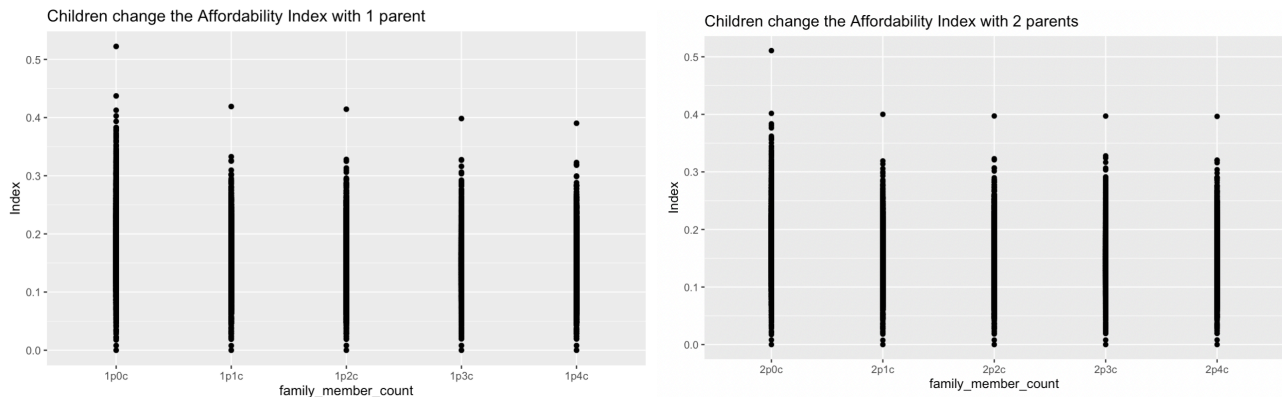 Children change the Affordability Index with 1 parent
Index
0.5
0.4
0.3
0.2
0.1
0.0
1p0c 1p1c 1p2c 1p3c 1p4c
family_member_count
Children change the Affordability Index with 2 parents
Index
0.5
0.4
0.3
0.2
0.1
0.0
2p0c 2p1c 2p2c 2p3c 2p4c
family_member_count